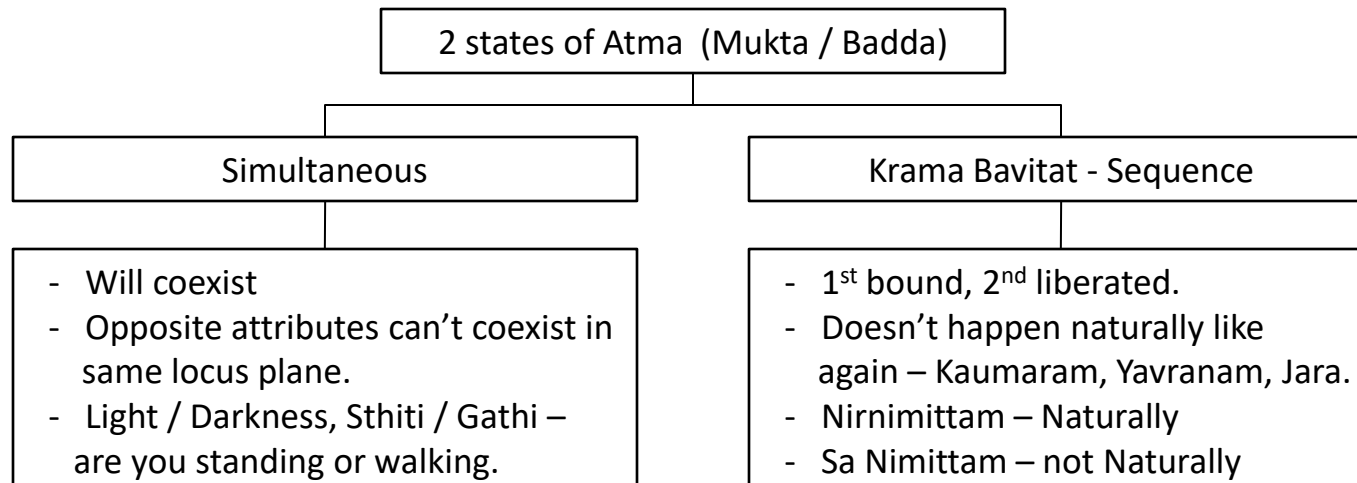 2 states of Atma (Mukta / Badda)
Simultaneous
Krama Bavitat - Sequence
- Will coexist
- Opposite attributes can’t coexist in
same locus plane.
- Light / Darkness, Sthiti / Gathi –
are you standing or walking.
- 1st bound, 2nd liberated.
- Doesn’t happen naturally like
again – Kaumaram, Yavranam, Jara.
- Nirnimittam – Naturally
- Sa Nimittam – not Naturally